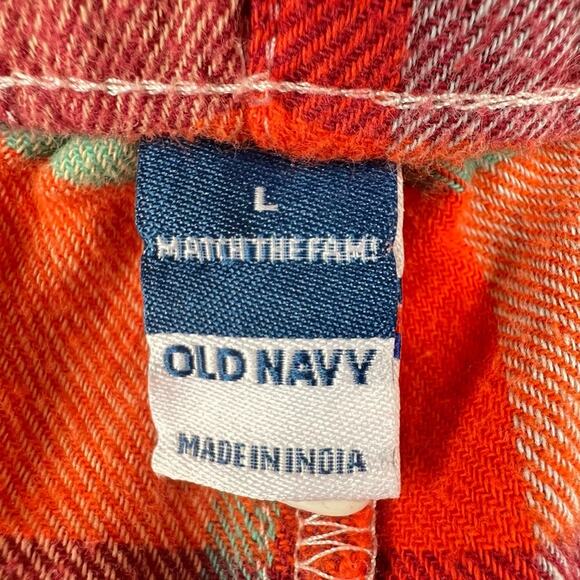 L
MATCH THE FAM!
OLD NAVY
MADE IN INDIA